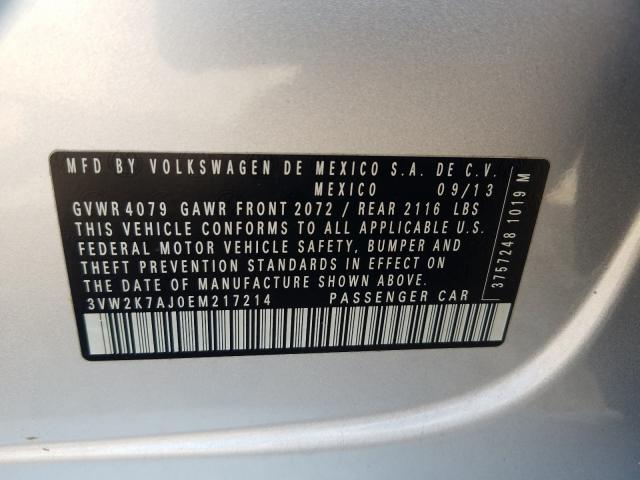 MFD BY VOLKSWAGEN DE MEXICO S.A. DE C.V.
MEXICO 09/13
GVWR 4079 GAWR FRONT 2072 / REAR 2116 LBS
THIS VEHICLE CONFORMS TO ALL APPLICABLE U.S.
FEDERAL MOTOR VEHICLE SAFETY, BUMPER AND
THEFT PREVENTION STANDARDS IN EFFECT ON
THE DATE OF MANUFACTURE SHOWN ABOVE.
3VW2K7AJ0EM217214 PASSENGER CAR
3757248 1019 M